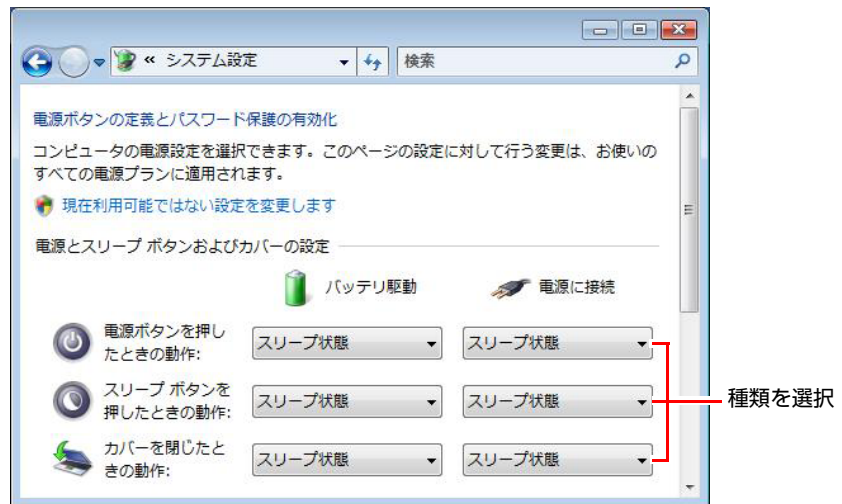 « システム設定
検索
電源ボタンの定義とパスワード保護の有効化
コンピュータの電源設定を選択できます。このページの設定に対して行う変更は、お使いの
すべての電源プランに適用されます。
現在利用可能ではない設定を変更します
電源とスリープ ボタンおよびカバーの設定
バッテリ駆動 電源に接続
電源ボタンを押し
たときの動作:
スリープ状態 スリープ状態
スリープ ボタンを
押したときの動作:
スリープ状態 スリープ状態
種類を選択
カバーを閉じたと
きの動作:
スリープ状態 スリープ状態